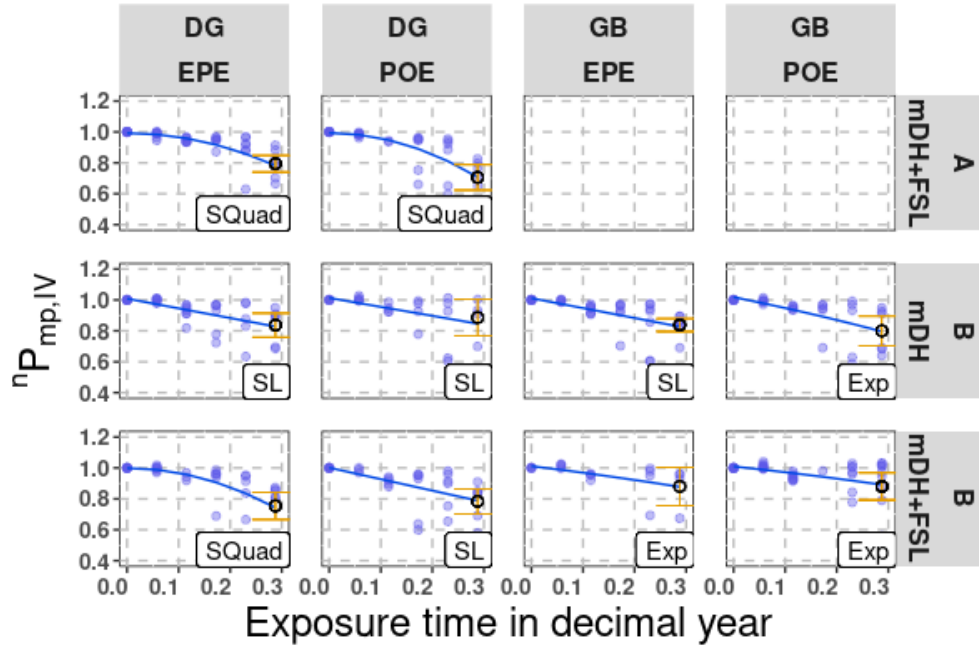 DG DG GB GB
EPE POE EPE POE
1.2
1.0
0.8
0.6
0.4
SQuad SQuad
mDH+FSL
A
1.2
1.0
0.8
0.6
0.4
SL SL SL Exp
mDH
B
1.2
1.0
0.8
0.6
0.4
SQuad SL Exp Exp
mDH+FSL
B
nPmp,IV
0.0 0.1 0.2 0.3 0.0 0.1 0.2 0.3 0.0 0.1 0.2 0.3 0.0 0.1 0.2 0.3
Exposure time in decimal year